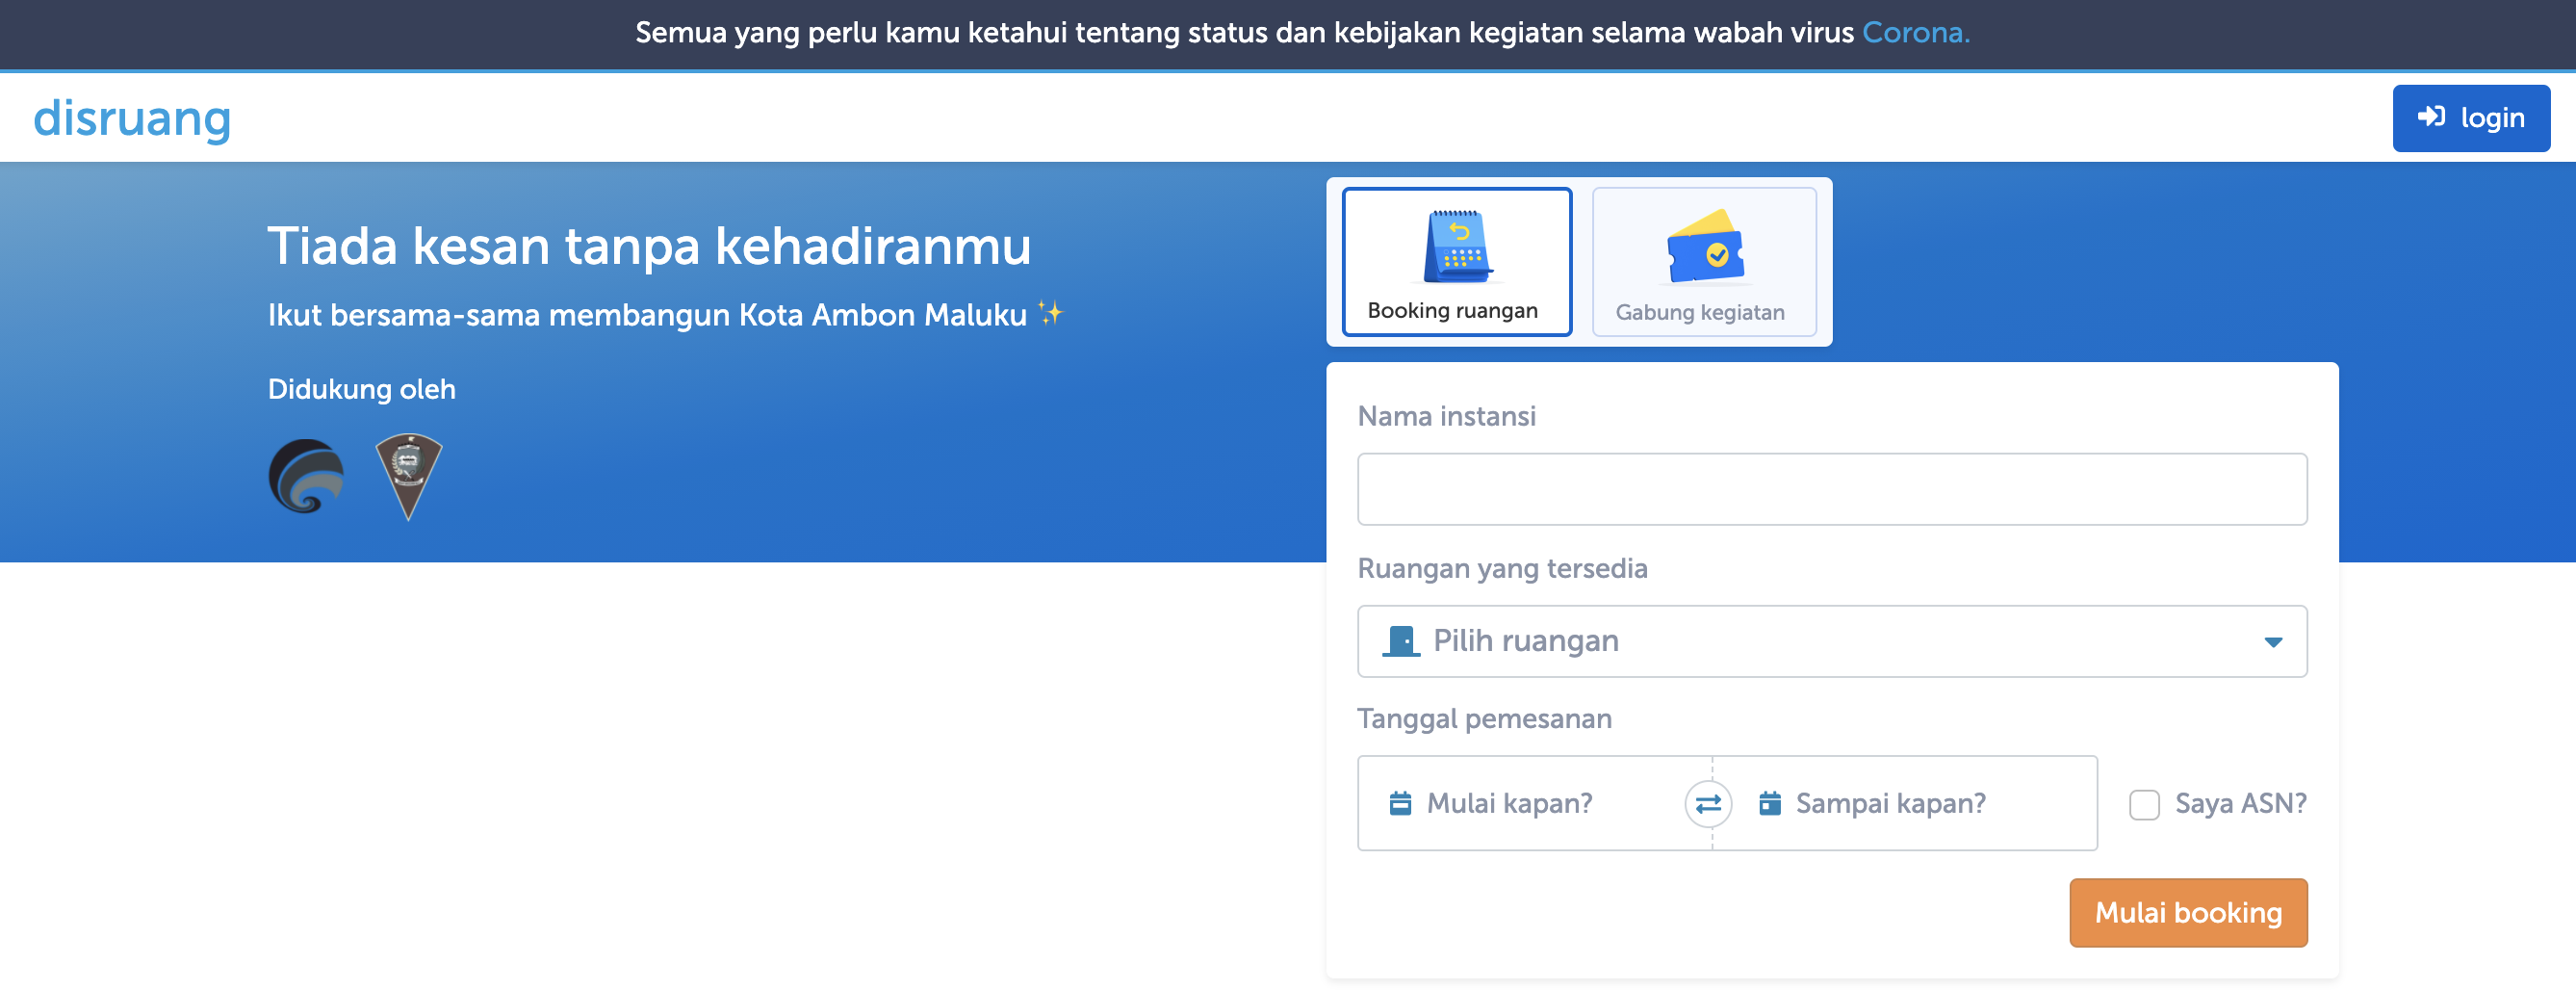 Semua yang perlu kamu ketahui tentang status dan kebijakan kegiatan selama wabah virus Corona.
disruang
login
Tiada kesan tanpa kehadiranmu
Ikut bersama-sama membangun Kota Ambon Maluku ✨
Didukung oleh
Booking ruangan
Gabung kegiatan
Nama instansi
Ruangan yang tersedia
Pilih ruangan
Tanggal pemesanan
Mulai kapan?
Sampai kapan?
Saya ASN?
Mulai booking